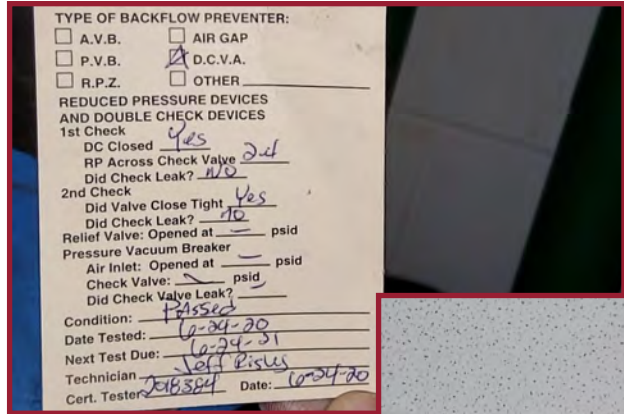 TYPE OF BACKFLOW PREVENTER:
A.V.B. AIR GAP
P.V.B. D.C.V.A.
R.P.Z. OTHER
REDUCED PRESSURE DEVICES
AND DOUBLE CHECK DEVICES
1st Check
DC Closed Yes
RP Across Check Valve 2.4
Did Check Leak? NO
2nd Check
Did Valve Close Tight Yes
Did Check Leak? NO
Relief Valve: Opened at — psid
Pressure Vacuum Breaker
Air Inlet: Opened at —
Check Valve: psid
Did Check Valve Leak?
Condition: PAssed
Date Tested: 6-24-20
Next Test Due: 6-24-21
Technician Jeff
Cert. Tester 2018384 Date: 6-24-20